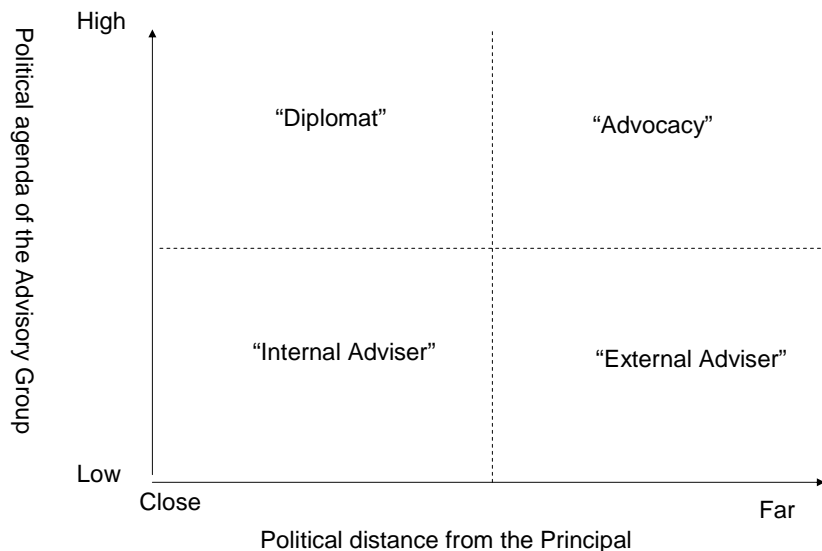 High
Political agenda of the Advisory Group
“Diplomat”
“Advocacy”
“Internal Adviser”
“External Adviser”
Low
Close
Far
Political distance from the Principal